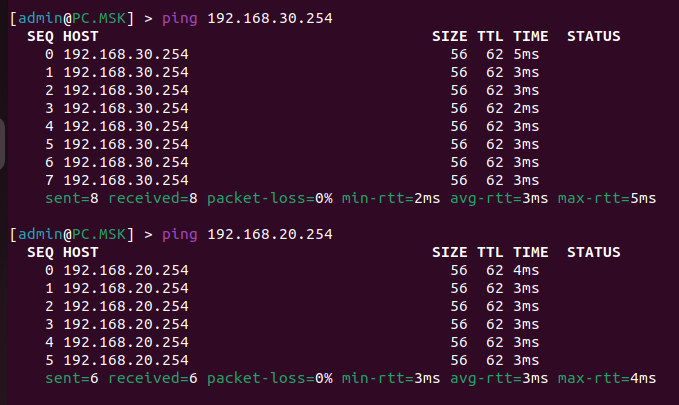 [admin@PC.MSK] > ping 192.168.30.254
SEQ HOST SIZE TTL TIME STATUS
0 192.168.30.254 56 62 5ms
1 192.168.30.254 56 62 3ms
2 192.168.30.254 56 62 3ms
3 192.168.30.254 56 62 2ms
4 192.168.30.254 56 62 3ms
5 192.168.30.254 56 62 3ms
6 192.168.30.254 56 62 3ms
7 192.168.30.254 56 62 3ms
sent=8 received=8 packet-loss=0% min-rtt=2ms avg-rtt=3ms max-rtt=5ms
[admin@PC.MSK] > ping 192.168.20.254
SEQ HOST SIZE TTL TIME STATUS
0 192.168.20.254 56 62 4ms
1 192.168.20.254 56 62 3ms
2 192.168.20.254 56 62 3ms
3 192.168.20.254 56 62 3ms
4 192.168.20.254 56 62 3ms
5 192.168.20.254 56 62 3ms
sent=6 received=6 packet-loss=0% min-rtt=3ms avg-rtt=3ms max-rtt=4ms